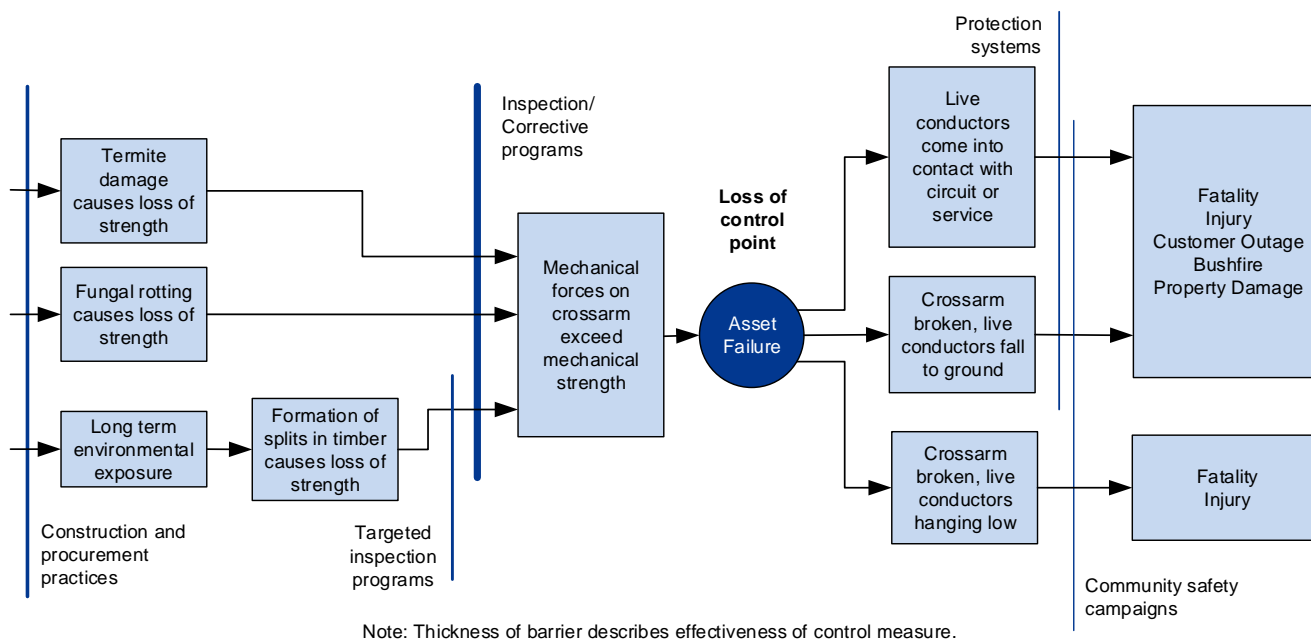 Termite
damage
causes loss of
strength
Fungal rotting
causes loss of
strength
Long term
environmental
exposure
Formation of
splits in timber
causes loss of
strength
Construction and
procurement
practices
Targeted
inspection
programs
Inspection/
Corrective
programs
Mechanical
forces on
crossarm
exceed
mechanical
strength
Loss of
control
point
Asset
Failure
Protection
systems
Live
conductors
come into
contact with
circuit or
service
Crossarm
broken, live
conductors fall
to ground
Crossarm
broken, live
conductors
hanging low
Fatality
Injury
Customer Outage
Bushfire
Property Damage
Fatality
Injury
Community safety
campaigns
Note: Thickness of barrier describes effectiveness of control measure.